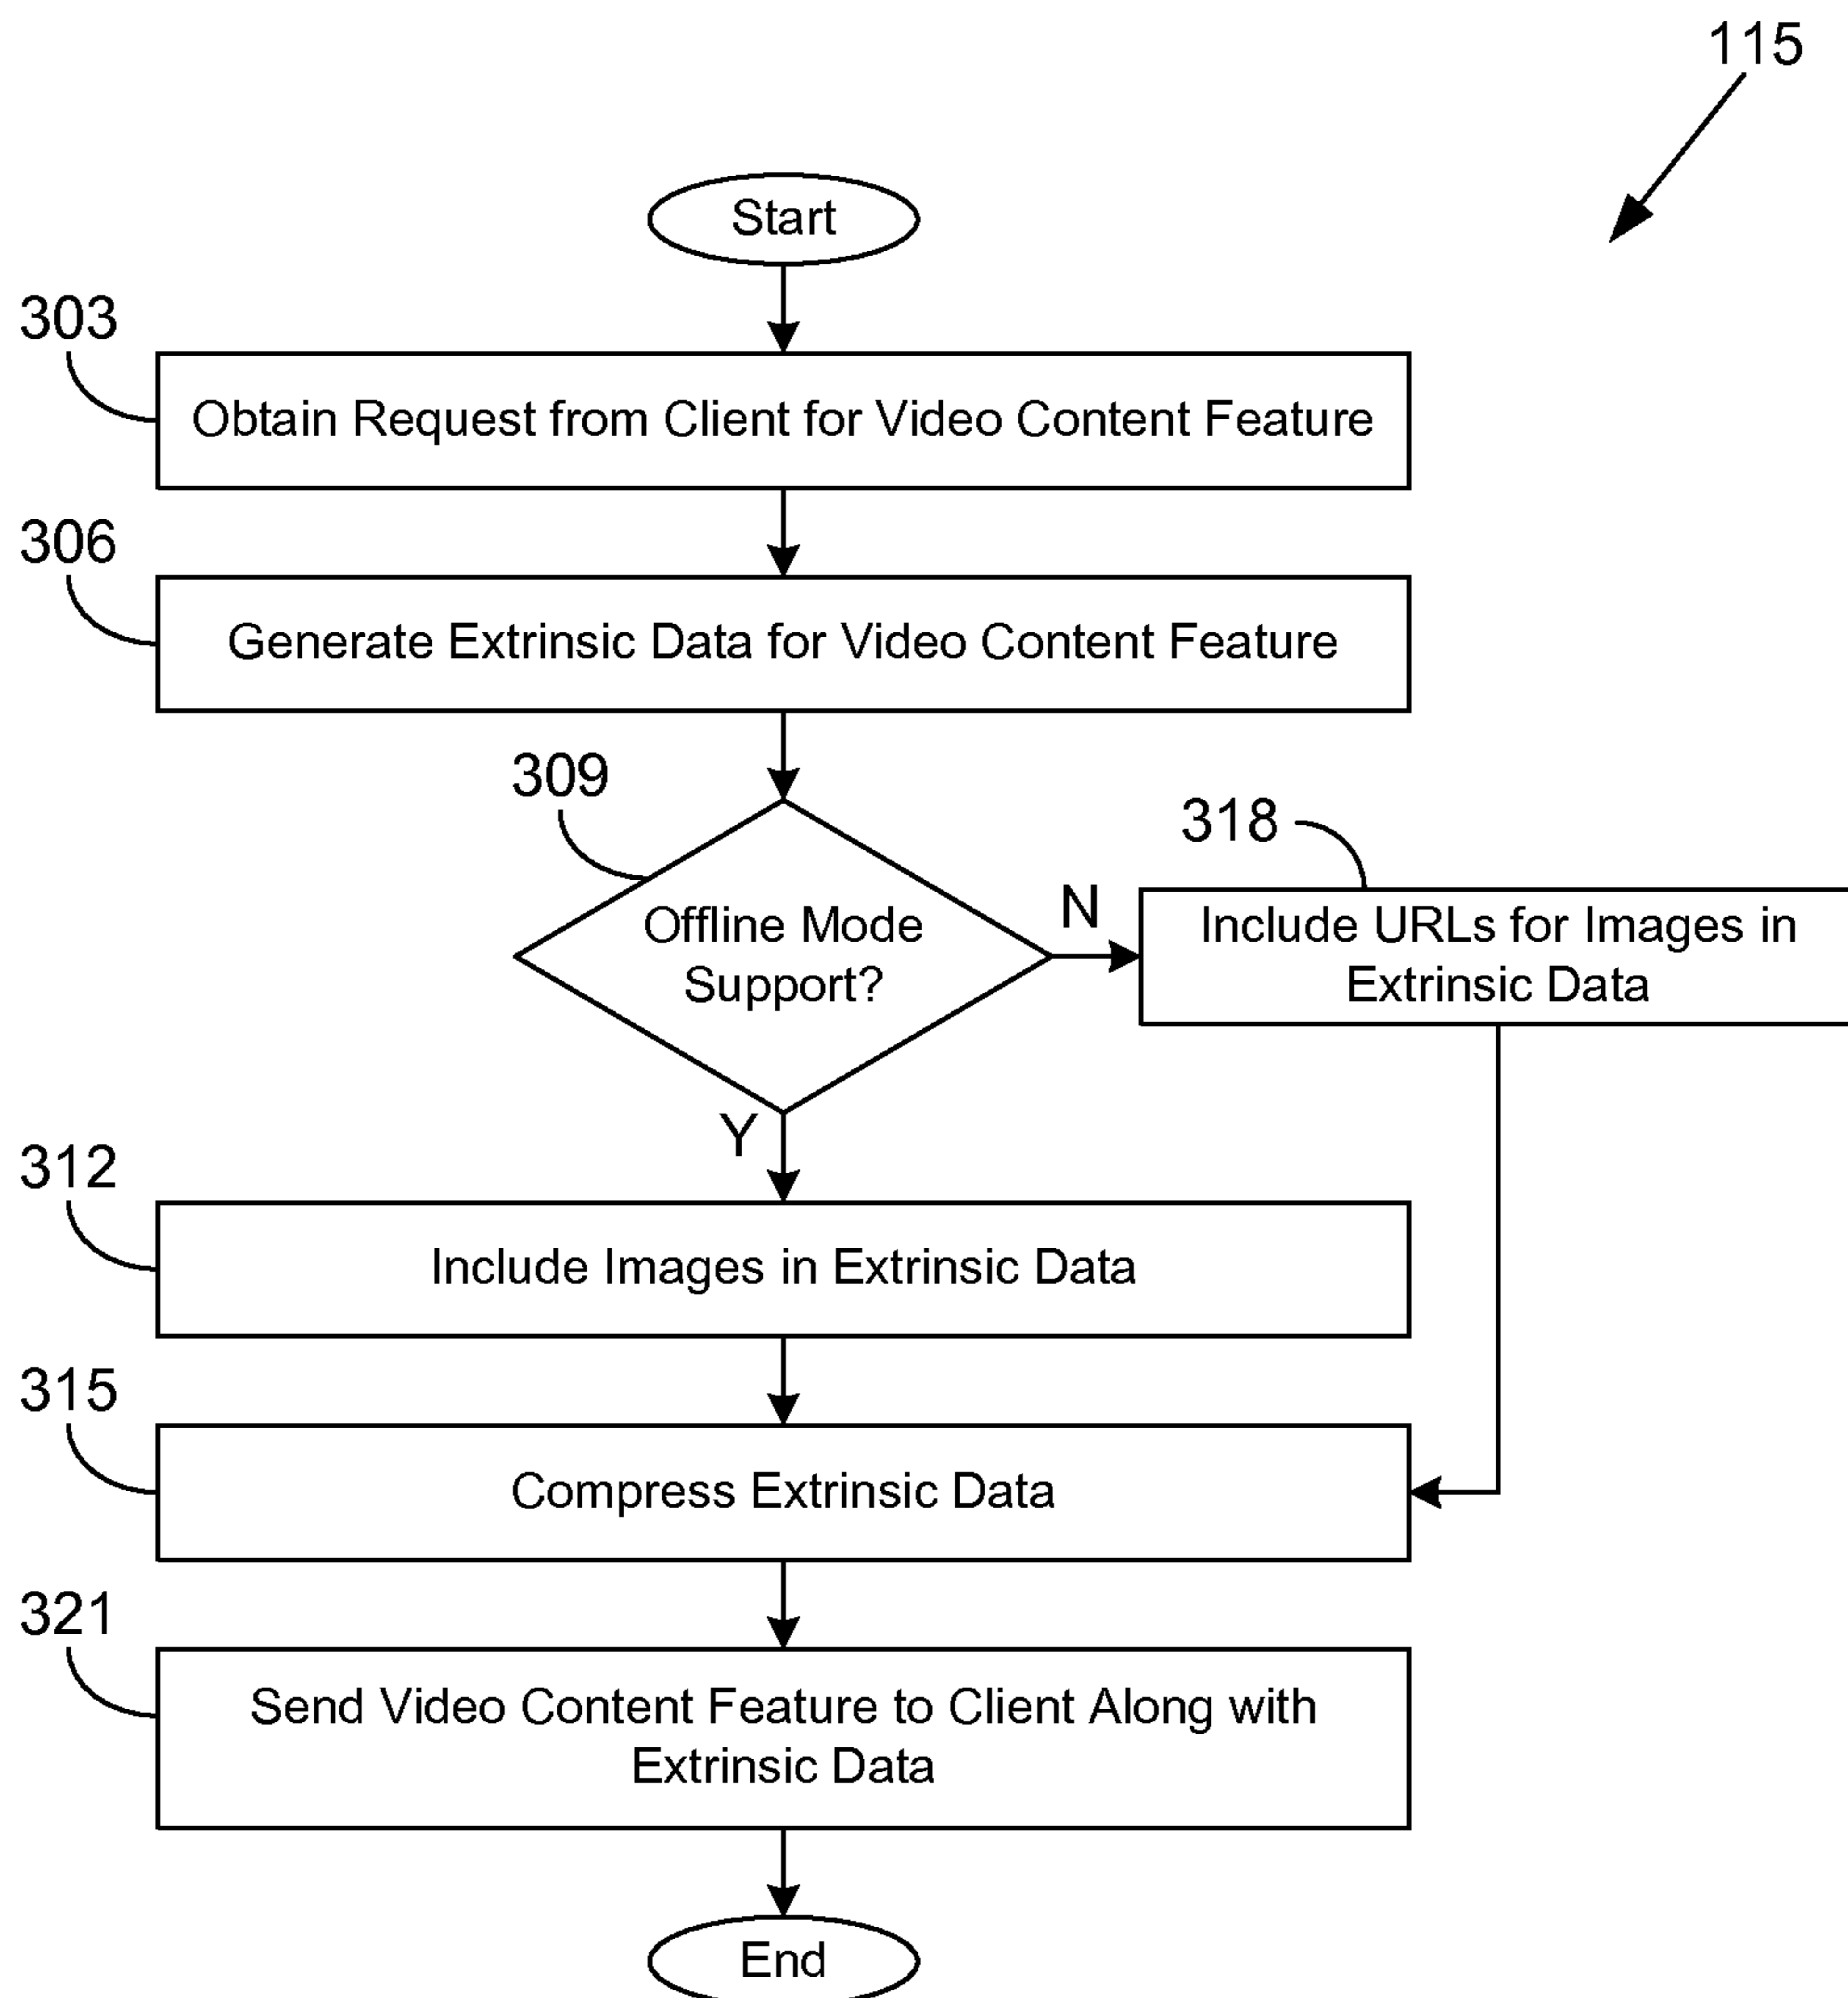 115
Start
303
Obtain Request from Client for Video Content Feature
306
Generate Extrinsic Data for Video Content Feature
309
Offline Mode
Support?
N
318
Include URLs for Images in
Extrinsic Data
Y
312
Include Images in Extrinsic Data
315
Compress Extrinsic Data
321
Send Video Content Feature to Client Along with
Extrinsic Data
End